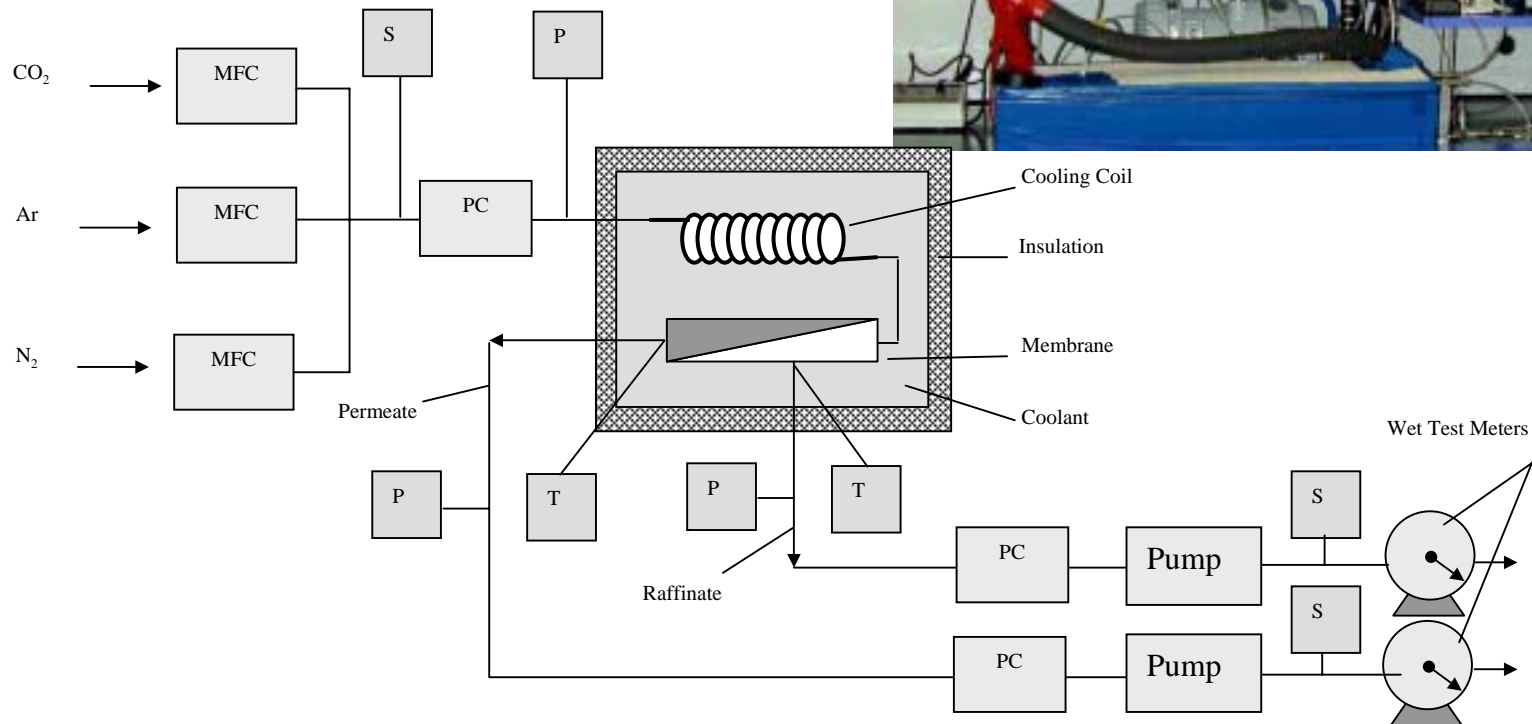 S
P
CO2
MFC
Cooling Coil
Ar
MFC
PC
Insulation
N2
MFC
Membrane
Permeate
Coolant
Wet Test Meters
P
T
P
T
S
PC
Pump
Raffinate
S
PC
Pump